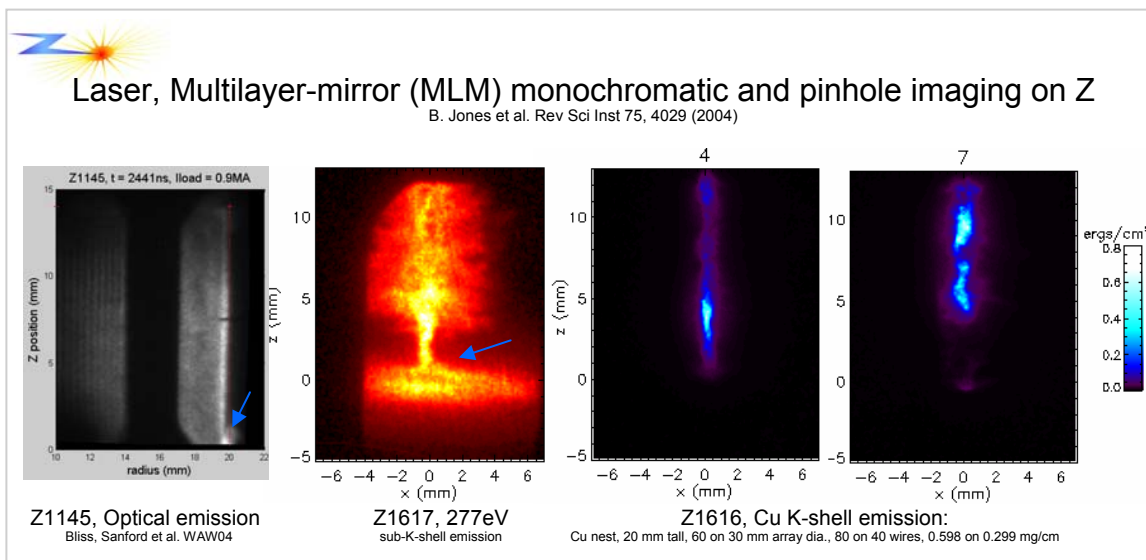 Laser, Multilayer-mirror (MLM) monochromatic and pinhole imaging on Z
B. Jones et al. Rev Sci Inst 75, 4029 (2004)
Z1145, t = 2441ns, Iload = 0.9MA
15
10
5
0
Z position (mm)
10 12 14 16 18 20 22
radius (mm)
Z1145, Optical emission
Bliss, Sanford et al. WAW04
10
5
0
-5
z (mm)
-6 -4 -2 0 2 4 6
x (mm)
Z1617, 277eV
sub-K-shell emission
4
10
5
0
-5
-6 -4 -2 0 2 4 6
x (mm)
7
10
5
0
-5
-6 -4 -2 0 2 4 6
x (mm)
ergs/cm²
0.8
0.6
0.4
0.2
0.0
z (mm)
Z1616, Cu K-shell emission:
Cu nest, 20 mm tall, 60 on 30 mm array dia., 80 on 40 wires, 0.598 on 0.299 mg/cm